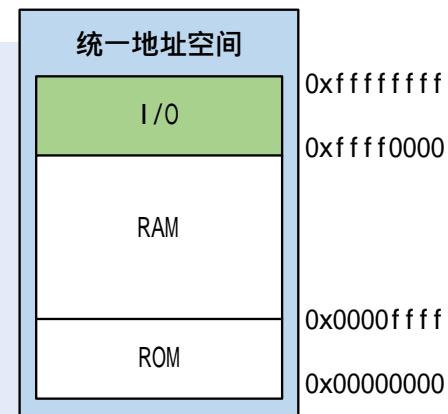 统一地址空间
0xffffffff
I/O
0xffff0000
RAM
0x0000ffff
ROM
0x00000000